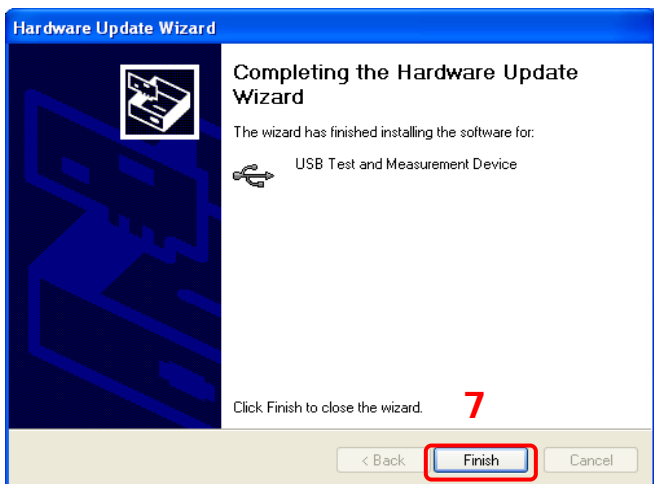 Hardware Update Wizard
Completing the Hardware Update
Wizard
The wizard has finished installing the software for:
USB Test and Measurement Device
Click Finish to close the wizard.
7
< Back
Finish
Cancel